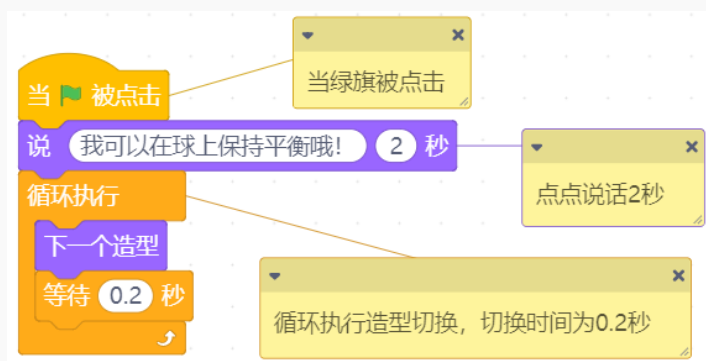 当绿旗被点击
当 被点击
说 我可以在球上保持平衡哦! 2 秒
点点说话2秒
循环执行
下一个造型
等待 0.2 秒
循环执行造型切换，切换时间为0.2秒